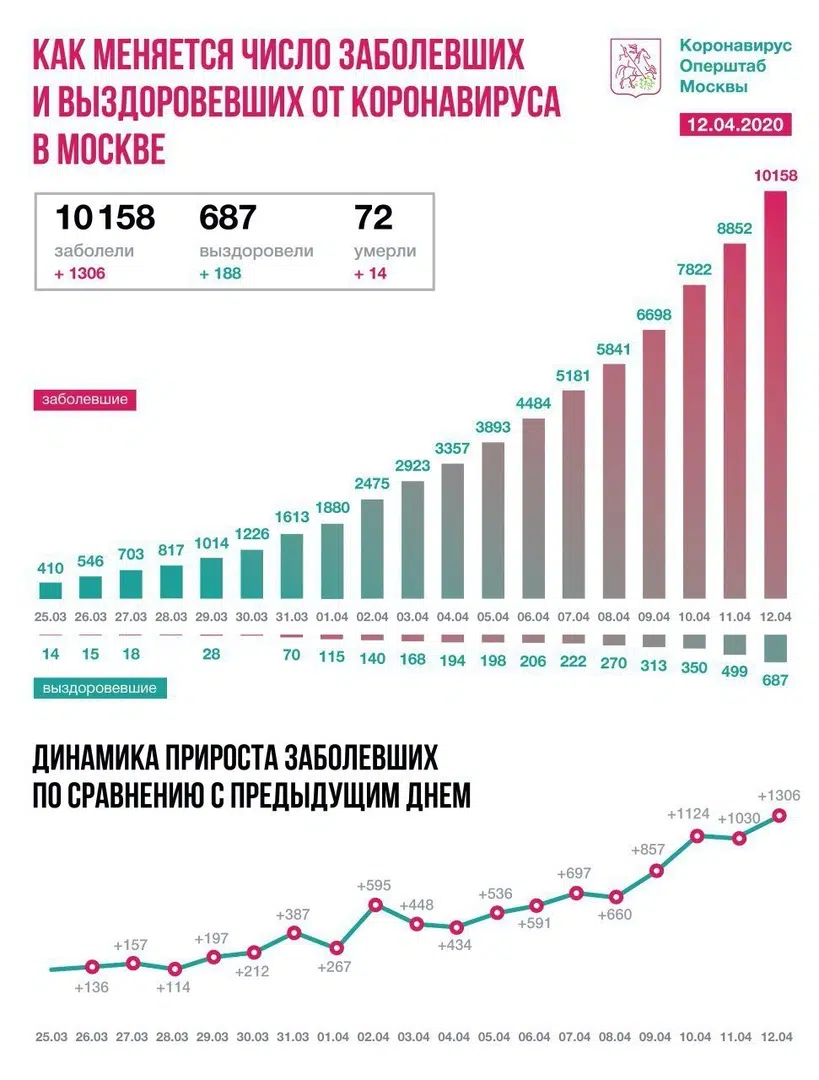 КАК МЕНЯЕТСЯ ЧИСЛО ЗАБОЛЕВШИХ
И ВЫЗДОРОВЕВШИХ ОТ КОРОНАВИРУСА
В МОСКВЕ
Коронавирус
Оперштаб
Москвы
12.04.2020
10 158 687 72
заболели выздоровели умерли
+ 1306 + 188 + 14
заболевшие
410 546 703 817 1014 1226 1613 1880 2475 2923 3357 3893 4484 5181 5841 6698 7822 8852 10158
25.03 26.03 27.03 28.03 29.03 30.03 31.03 01.04 02.04 03.04 04.04 05.04 06.04 07.04 08.04 09.04 10.04 11.04 12.04
14 15 18 28 70 115 140 168 194 198 206 222 270 313 350 499 687
выздоровевшие
ДИНАМИКА ПРИРОСТА ЗАБОЛЕВШИХ
ПО СРАВНЕНИЮ С ПРЕДЫДУЩИМ ДНЕМ
+136 +157 +114 +197 +212 +387 +267 +595 +448 +434 +536 +591 +697 +660 +857 +1124 +1030 +1306
25.03 26.03 27.03 28.03 29.03 30.03 31.03 01.04 02.04 03.04 04.04 05.04 06.04 07.04 08.04 09.04 10.04 11.04 12.04